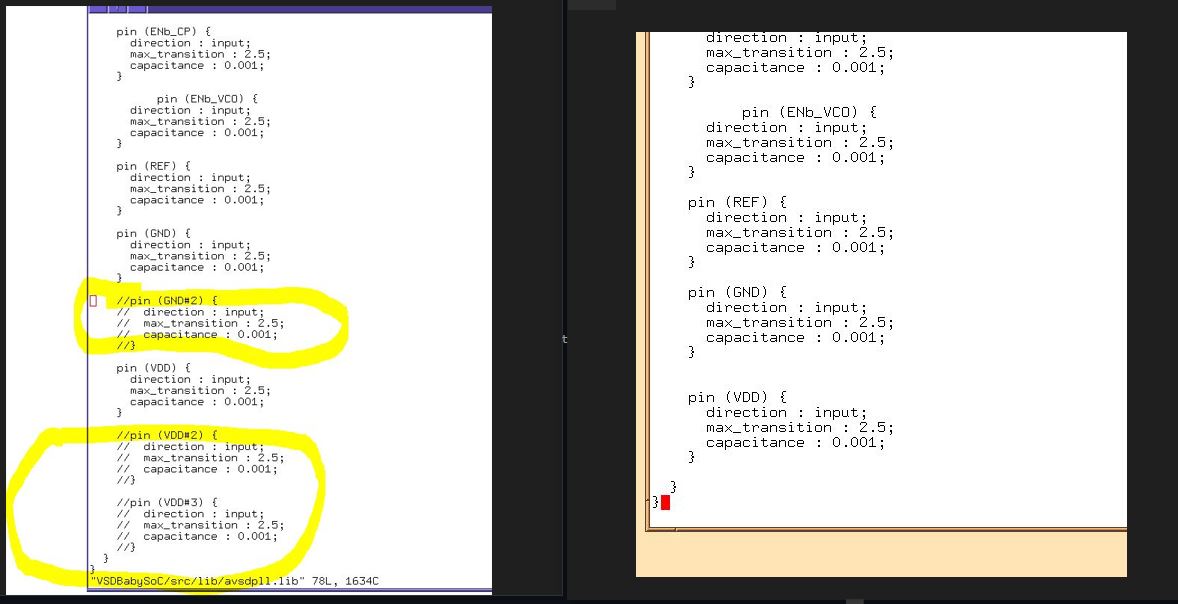 pin (ENb_CP) {
direction : input;
max_transition : 2.5;
capacitance : 0.001;
}
pin (ENb_VCO) {
direction : input;
max_transition : 2.5;
capacitance : 0.001;
}
pin (REF) {
direction : input;
max_transition : 2.5;
capacitance : 0.001;
}
pin (GND) {
direction : input;
max_transition : 2.5;
capacitance : 0.001;
}
//pin (GND#2) {
//  direction : input;
//  max_transition : 2.5;
//  capacitance : 0.001;
//}
pin (VDD) {
direction : input;
max_transition : 2.5;
capacitance : 0.001;
}
//pin (VDD#2) {
//  direction : input;
//  max_transition : 2.5;
//  capacitance : 0.001;
//}
//pin (VDD#3) {
//  direction : input;
//  max_transition : 2.5;
//  capacitance : 0.001;
//}
}
}
"VSDBabySoC/src/lib/avsdpll.lib" 78L, 1634C
t
direction : input;
max_transition : 2.5;
capacitance : 0.001;
}
pin (ENb_VCO) {
direction : input;
max_transition : 2.5;
capacitance : 0.001;
}
pin (REF) {
direction : input;
max_transition : 2.5;
capacitance : 0.001;
}
pin (GND) {
direction : input;
max_transition : 2.5;
capacitance : 0.001;
}
pin (VDD) {
direction : input;
max_transition : 2.5;
capacitance : 0.001;
}
}
}